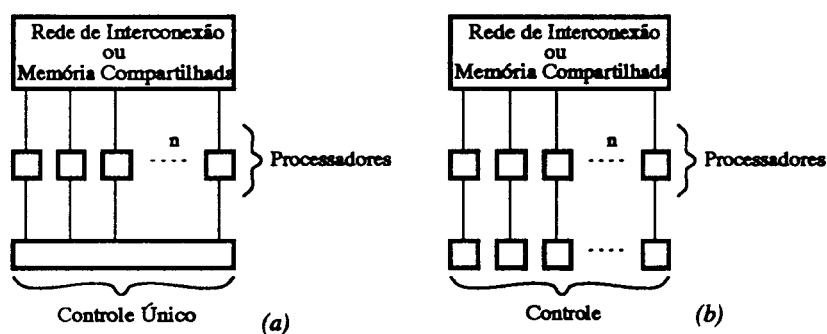 Rede de Interconexão
ou
Memória Compartilhada
n
Processadores
Controle Único
(a)
Rede de Interconexão
ou
Memória Compartilhada
n
Processadores
Controle
(b)